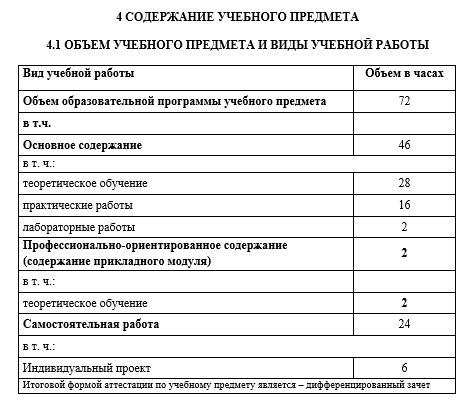 4 СОДЕРЖАНИЕ УЧЕБНОГО ПРЕДМЕТА
4.1 ОБЪЕМ УЧЕБНОГО ПРЕДМЕТА И ВИДЫ УЧЕБНОЙ РАБОТЫ
Вид учебной работы Объем в часах
Объем образовательной программы учебного предмета 72
в т.ч.
Основное содержание 46
в т. ч.:
теоретическое обучение 28
практические работы 16
лабораторные работы 2
Профессионально-ориентированное содержание
(содержание прикладного модуля) 2
в т. ч.:
теоретическое обучение 2
Самостоятельная работа 24
в т. ч.:
Индивидуальный проект 6
Итоговой формой аттестации по учебному предмету является – дифференцированный зачет